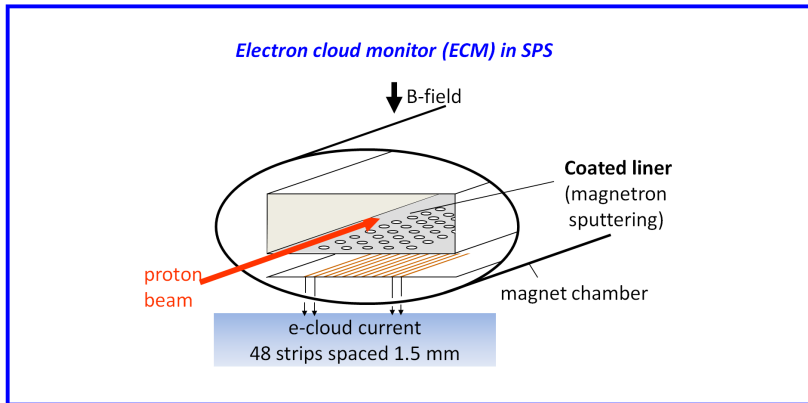 Electron cloud monitor (ECM) in SPS
B-field
Coated liner
(magnetron
sputtering)
proton
beam
magnet chamber
e-cloud current
48 strips spaced 1.5 mm